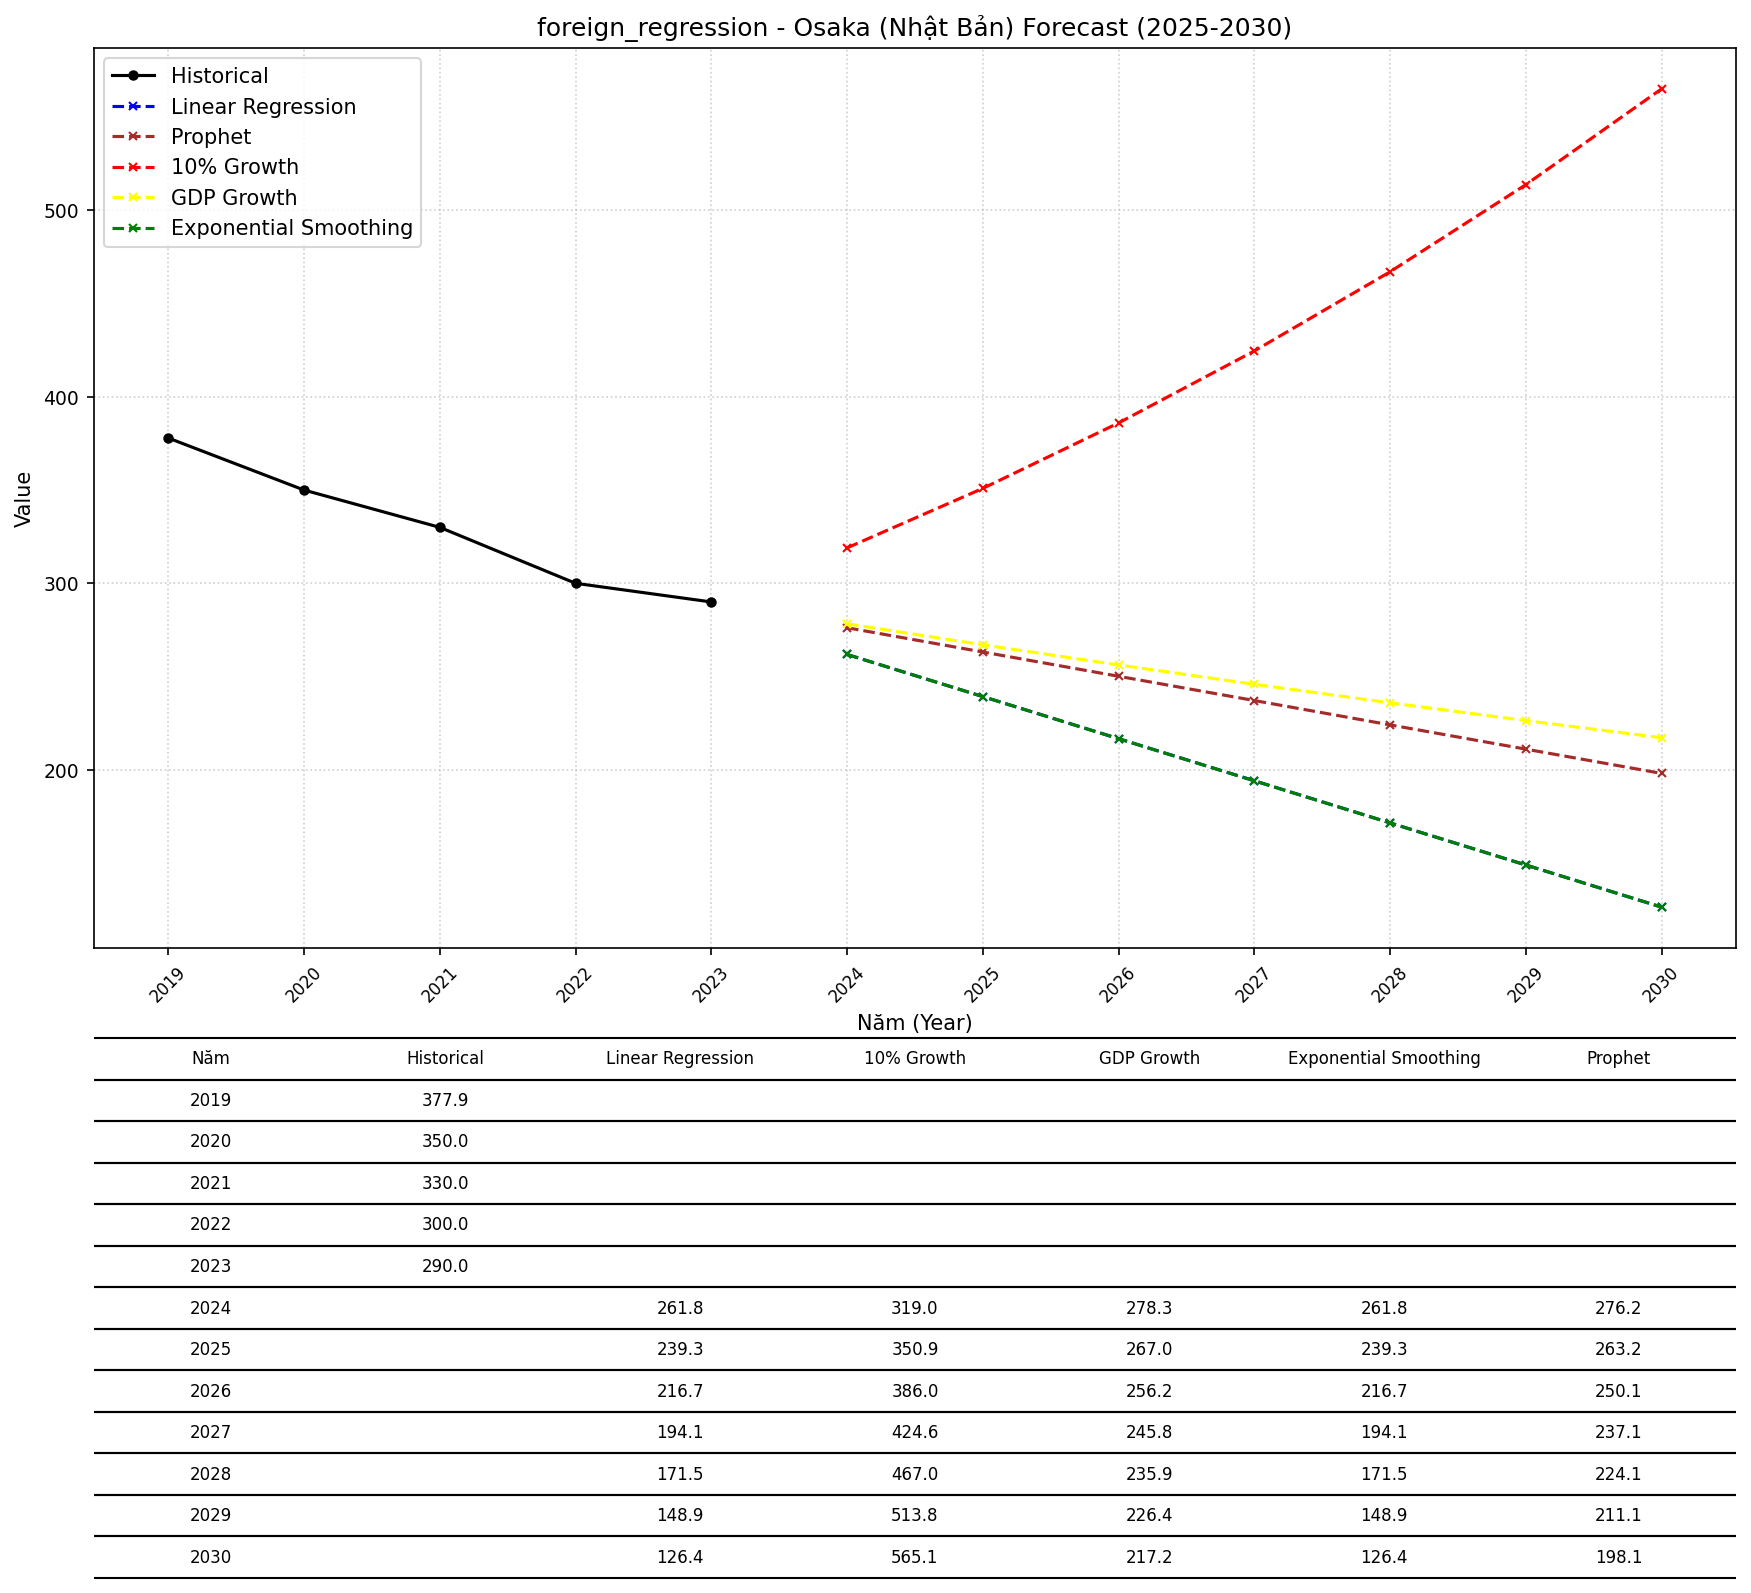 foreign_regression - Osaka (Nhật Bản) Forecast (2025-2030)
Historical
Linear Regression
Prophet
10% Growth
GDP Growth
Exponential Smoothing
Value
500
400
300
200
2019 2020 2021 2022 2023 2024 2025 2026 2027 2028 2029 2030
Năm (Year)
Năm Historical Linear Regression 10% Growth GDP Growth Exponential Smoothing Prophet
2019 377.9
2020 350.0
2021 330.0
2022 300.0
2023 290.0
2024 261.8 319.0 278.3 261.8 276.2
2025 239.3 350.9 267.0 239.3 263.2
2026 216.7 386.0 256.2 216.7 250.1
2027 194.1 424.6 245.8 194.1 237.1
2028 171.5 467.0 235.9 171.5 224.1
2029 148.9 513.8 226.4 148.9 211.1
2030 126.4 565.1 217.2 126.4 198.1